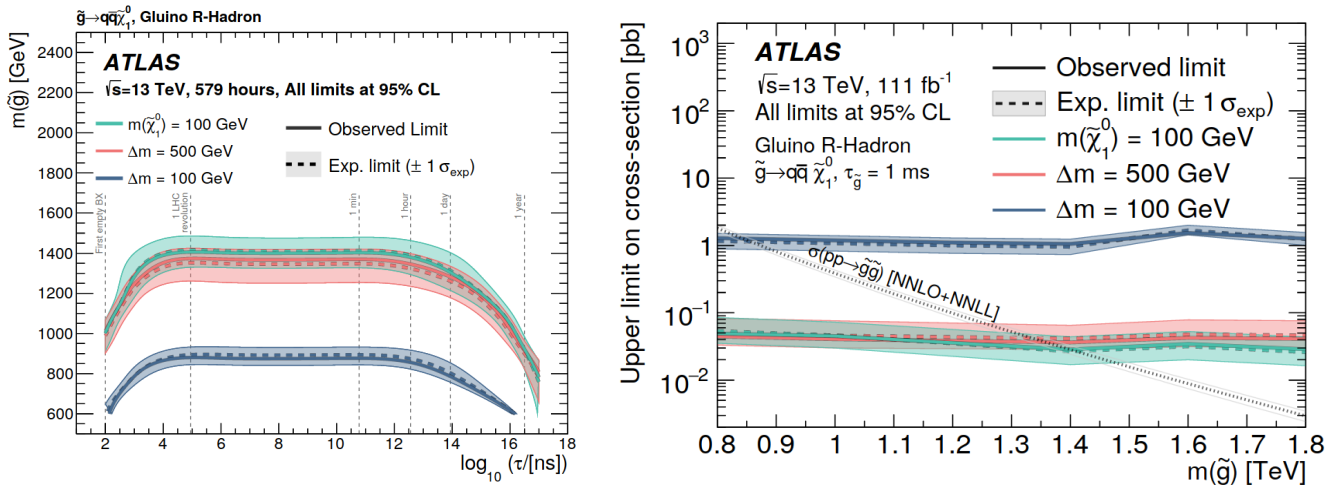 g̃→qq̄χ̃₁⁰, Gluino R-Hadron
m(g̃) [GeV]
ATLAS
√s=13 TeV, 579 hours, All limits at 95% CL
m(χ̃₁⁰) = 100 GeV
Δm = 500 GeV
Δm = 100 GeV
Observed Limit
Exp. limit (± 1 σexp)
First empty BX
1 LHC
revolution
1 min
1 hour
1 day
1 year
2400
2200
2000
1800
1600
1400
1200
1000
800
600
2 4 6 8 10 12 14 16 18
log₁₀ (τ/[ns])
Upper limit on cross-section [pb]
ATLAS
√s=13 TeV, 111 fb⁻¹
All limits at 95% CL
Gluino R-Hadron
g̃→qq̄ χ̃₁⁰, τg̃ = 1 ms
Observed limit
Exp. limit (± 1 σexp)
m(χ̃₁⁰) = 100 GeV
Δm = 500 GeV
Δm = 100 GeV
σ(pp→g̃g̃) [NNLO+NNLL]
10³
10²
10
1
10⁻¹
10⁻²
0.8 0.9 1 1.1 1.2 1.3 1.4 1.5 1.6 1.7 1.8
m(g̃) [TeV]